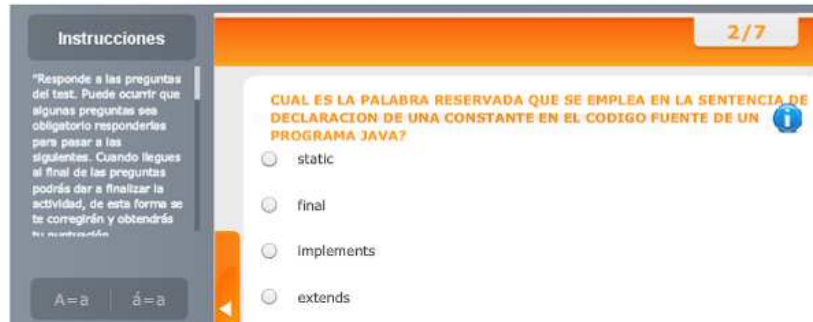 Instrucciones
2/7
"Responde a las preguntas
del test. Puede ocurrir que
algunas preguntas sea
obligatorio responderlas
para pasar a las
siguientes. Cuando llegues
al final de las preguntas
podrás dar a finalizar la
actividad, de esta forma se
te corregirán y obtendrás
tu puntuación
CUAL ES LA PALABRA RESERVADA QUE SE EMPLEA EN LA SENTENCIA DE
DECLARACION DE UNA CONSTANTE EN EL CODIGO FUENTE DE UN
PROGRAMA JAVA?
i
static
final
implements
extends
A=a
á=a